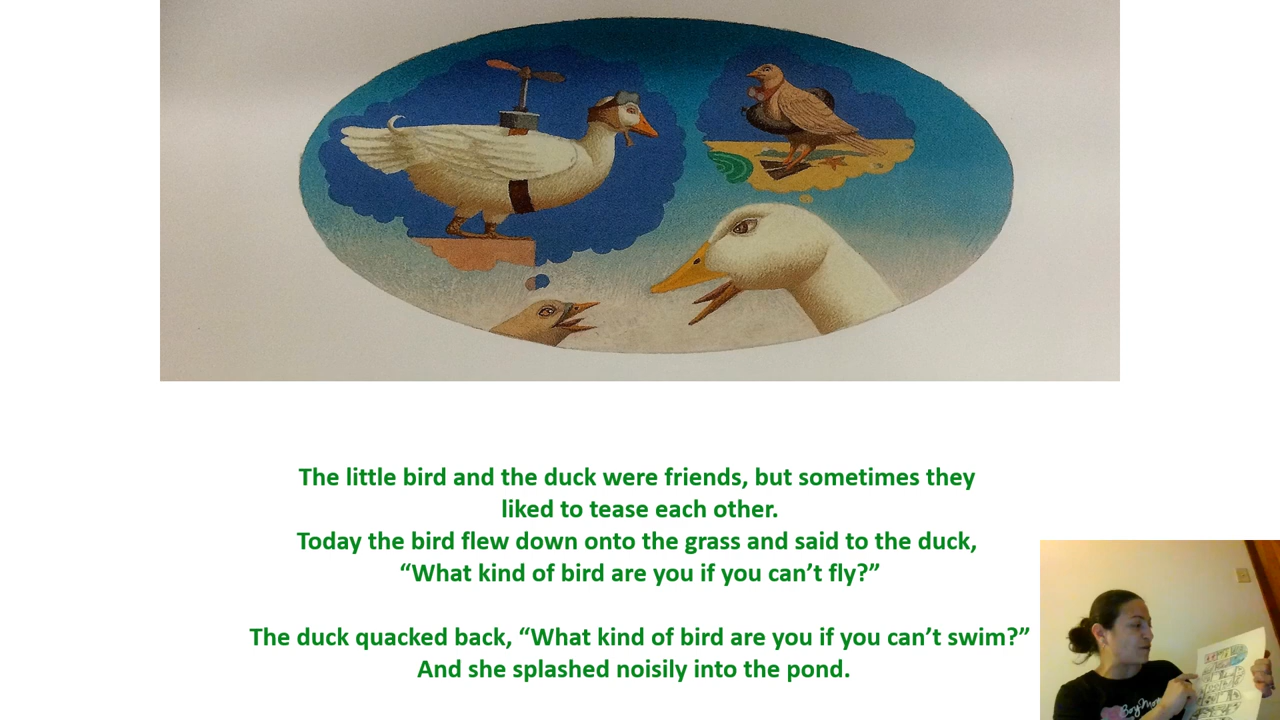 The little bird and the duck were friends, but sometimes they
liked to tease each other.
Today the bird flew down onto the grass and said to the duck,
“What kind of bird are you if you can’t fly?”
The duck quacked back, “What kind of bird are you if you can’t swim?”
And she splashed noisily into the pond.